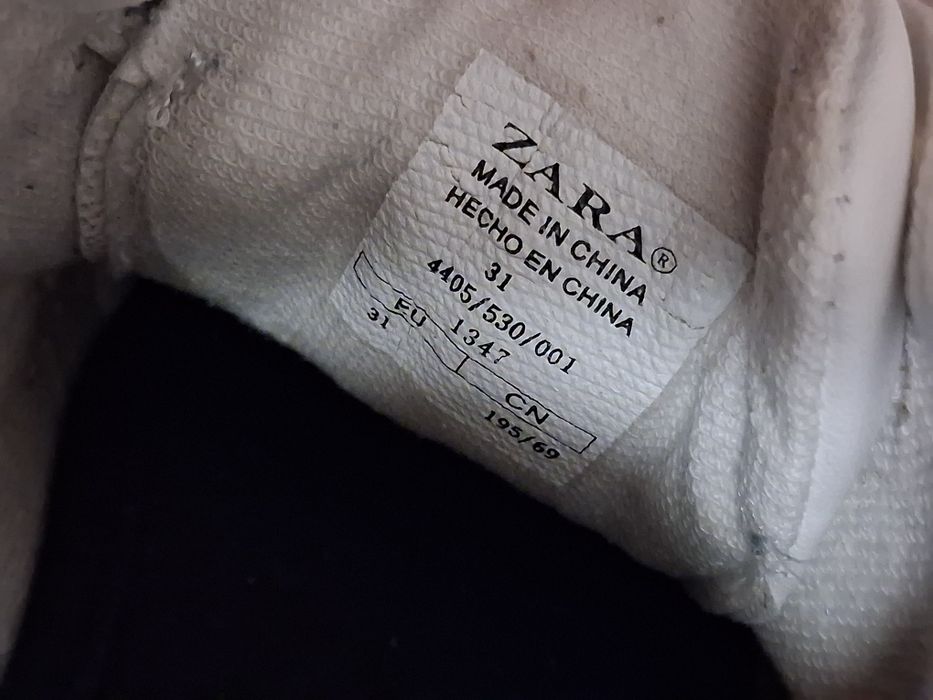 ZARA®
MADE IN CHINA
HECHO EN CHINA
31
4405/530/001
1347
EU CN
31 195/69